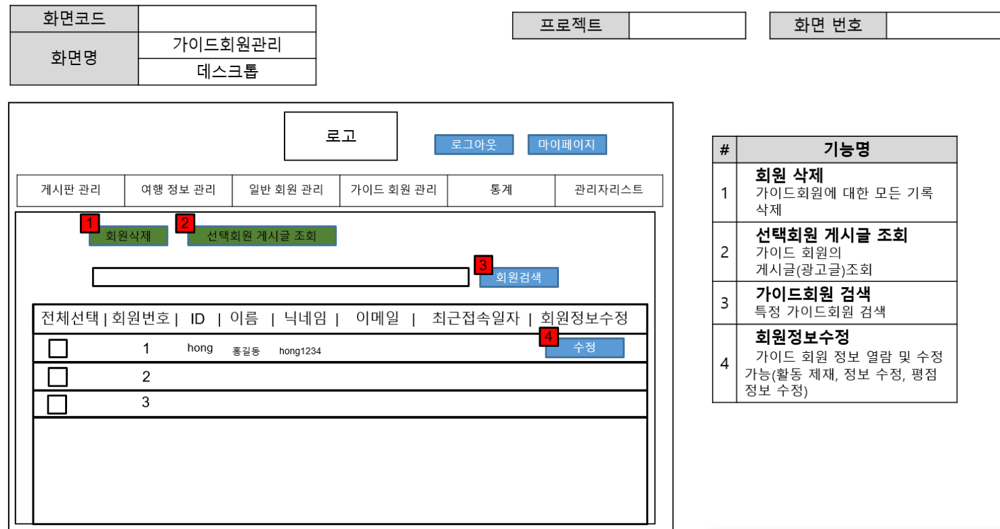 화면코드
화면명
가이드회원관리
데스크톱
프로젝트
화면 번호
로고
로그아웃
마이페이지
게시판 관리
여행 정보 관리
일반 회원 관리
가이드 회원 관리
통계
관리자리스트
1
회원삭제
2
선택회원 게시글 조회
3
회원검색
전체선택 | 회원번호 | ID | 이름 | 닉네임 | 이메일 | 최근접속일자 | 회원정보수정
1 hong 홍길동 hong1234
4
수정
2
3
# 기능명
1
회원 삭제
가이드회원에 대한 모든 기록
삭제
2
선택회원 게시글 조회
가이드 회원의
게시글(광고글)조회
3
가이드회원 검색
특정 가이드회원 검색
4
회원정보수정
가이드 회원 정보 열람 및 수정
가능(활동 제재, 정보 수정, 평점
정보 수정)